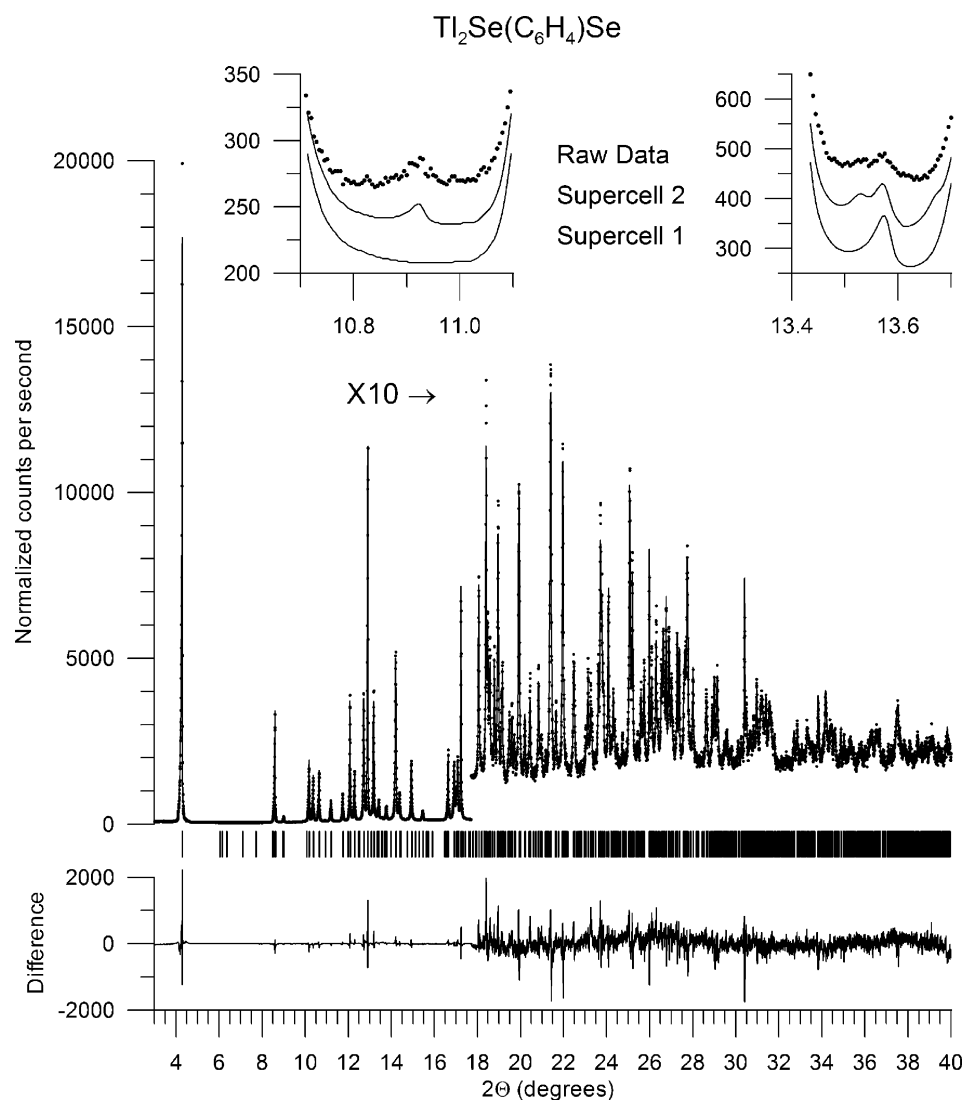 Tl₂Se(C₆H₄)Se
350
300
250
200
10.8 11.0
Raw Data
Supercell 2
Supercell 1
600
500
400
300
13.4 13.6
X10 →
Normalized counts per second
20000
15000
10000
5000
0
Difference
2000
0
-2000
4 6 8 10 12 14 16 18 20 22 24 26 28 30 32 34 36 38 40
2Θ (degrees)